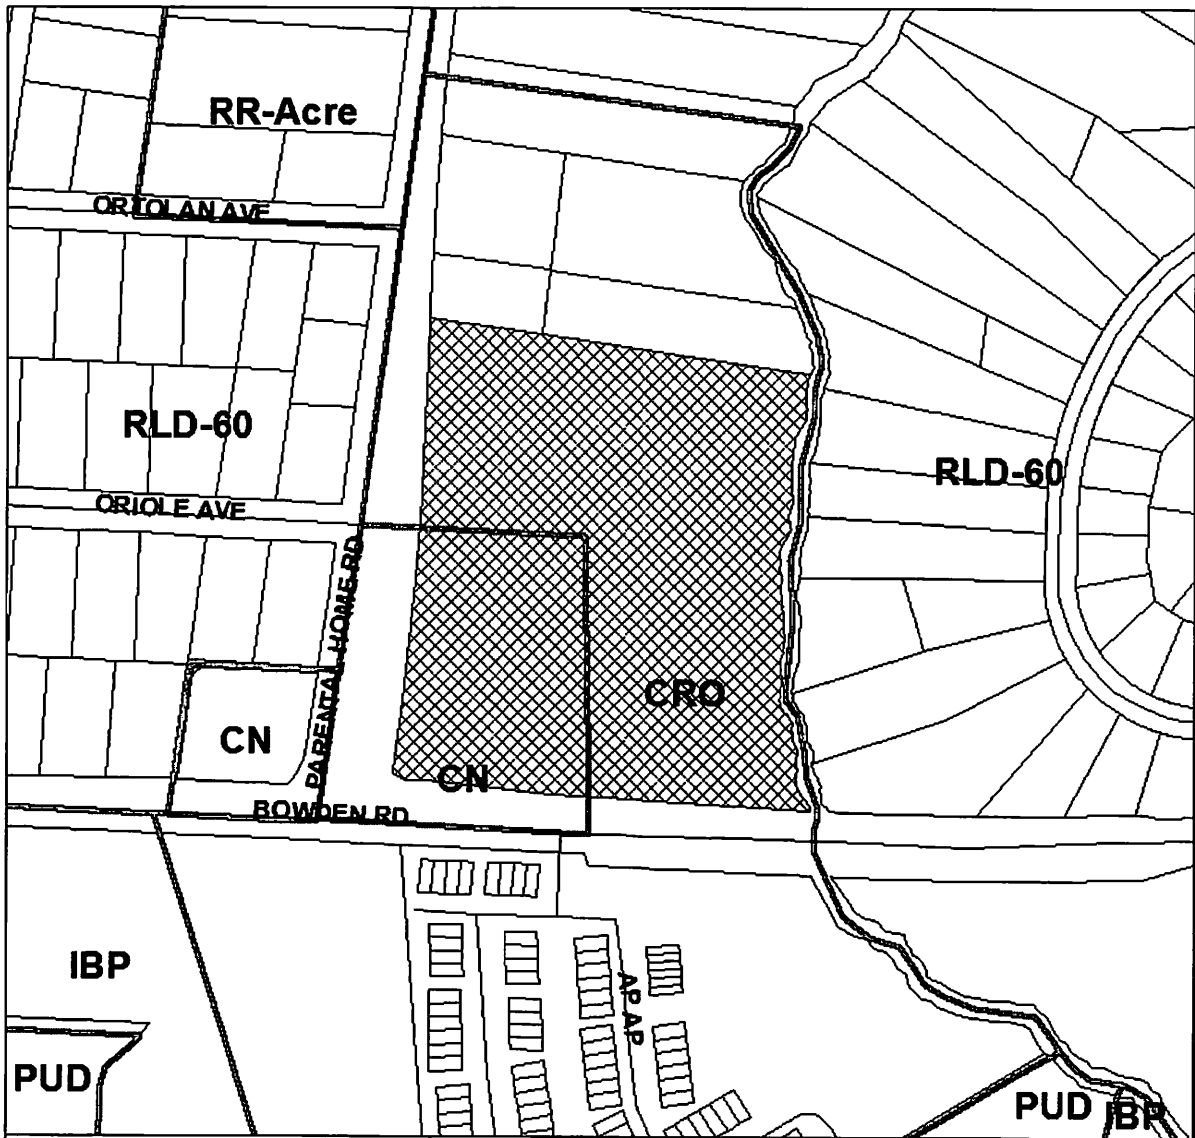 RR-Acre
ORTOLAN AVE
RLD-60
RLD-60
ORIOLE AVE
PARENTAL HOME RD
CRO
CN
CN
BOWDEN RD
IBP
AP AP
PUD
PUD
IBP